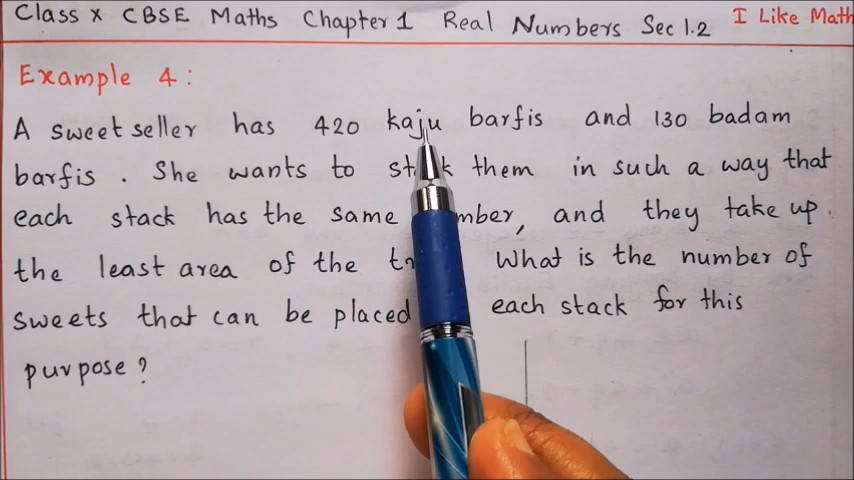 Class X CBSE Maths Chapter 1 Real Numbers Sec 1.2 I Like Math
Example 4:
A sweetseller has 420 kaju barfis and 130 badam
barfis. She wants to them in such a way that
each stack has the same and they take up
the least area of the What is the number of
sweets that can be placed each stack for this
purpose?